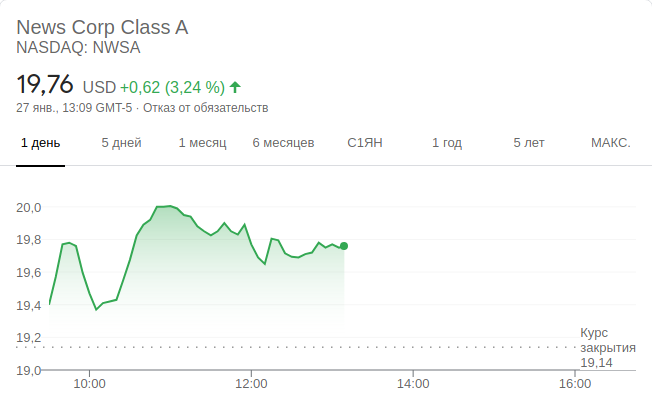 News Corp Class A
NASDAQ: NWSA
19,76 USD +0,62 (3,24 %)
27 янв., 13:09 GMT-5 · Отказ от обязательств
1 день 5 дней 1 месяц 6 месяцев С1ЯН 1 год 5 лет МАКС.
20,0
19,8
19,6
19,4
19,2
19,0
Курс
закрытия
19,14
10:00 12:00 14:00 16:00